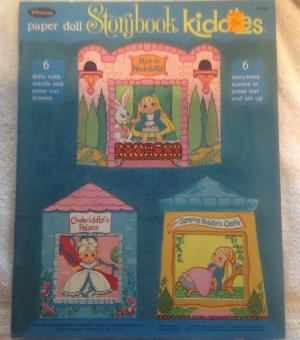 Whitman
paper doll Storybook kiddles
6
dolls with
stands and
press out
dresses
Alice in
Wonderliddle
6
storybook
scenes to
press out
and set up
Cinderiddle's
Palace
Sleeping Biddle's Castle